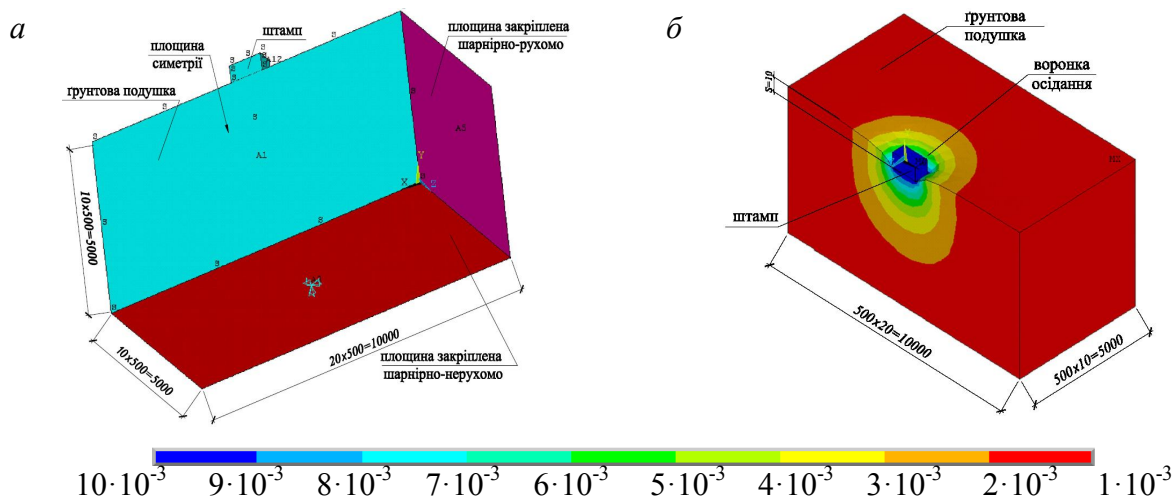 а
штамп
площина закріплена
шарнірно-рухомо
площина
симетрії
ґрунтова подушка
A12
A1
A3
Y
X
Z
10x500=5000
10x500=5000
20x500=10000
площина закріплена
шарнірно-нерухомо
б
ґрунтова
подушка
воронка
осідання
S=10
штамп
500x20=10000
500x10=5000
10·10⁻³ 9·10⁻³ 8·10⁻³ 7·10⁻³ 6·10⁻³ 5·10⁻³ 4·10⁻³ 3·10⁻³ 2·10⁻³ 1·10⁻³